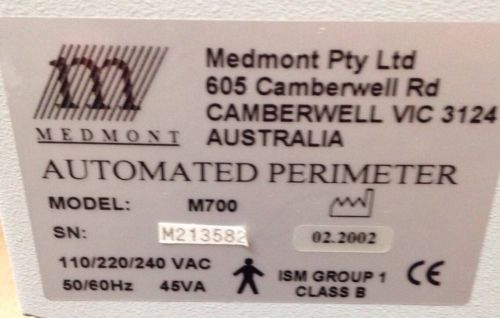 m
MEDMONT
Medmont Pty Ltd
605 Camberwell Rd
CAMBERWELL VIC 3124
AUSTRALIA
AUTOMATED PERIMETER
MODEL: M700
SN: M213582 02.2002
110/220/240 VAC
50/60Hz 45VA
ISM GROUP 1
CLASS B
CE